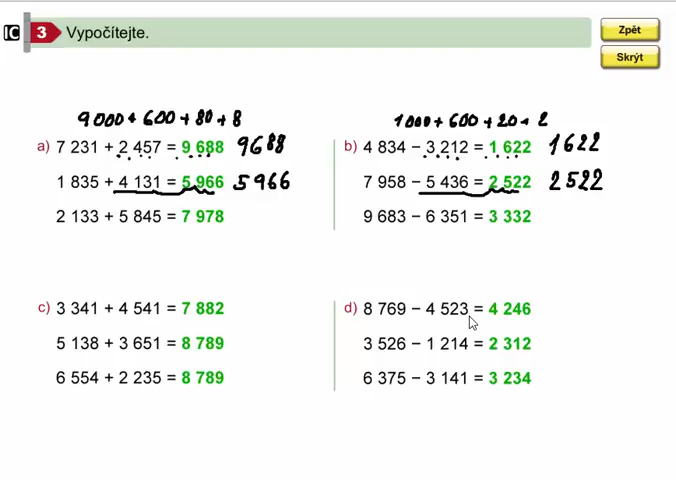 IC 3 Vypočítejte.
Zpět
Skrýt
9000 + 600 + 80 + 8
a) 7 231 + 2 457 = 9 688 9688
1 835 + 4 131 = 5 966 5966
2 133 + 5 845 = 7 978
1000 + 600 + 20 + 2
b) 4 834 − 3 212 = 1 622 1622
7 958 − 5 436 = 2 522 2522
9 683 − 6 351 = 3 332
c) 3 341 + 4 541 = 7 882
5 138 + 3 651 = 8 789
6 554 + 2 235 = 8 789
d) 8 769 − 4 523 = 4 246
3 526 − 1 214 = 2 312
6 375 − 3 141 = 3 234